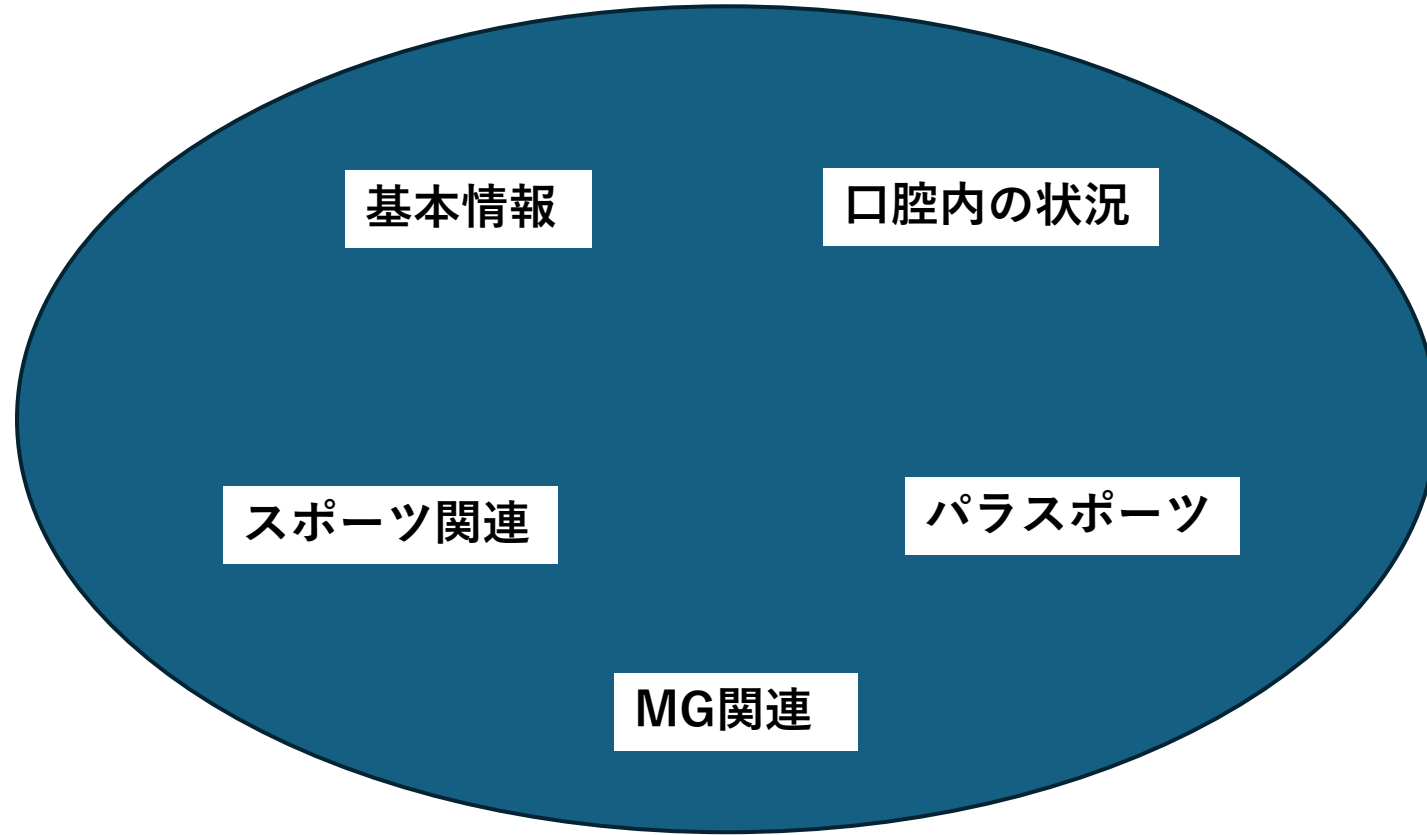 基本情報
口腔内の状況
スポーツ関連
パラスポーツ
MG関連